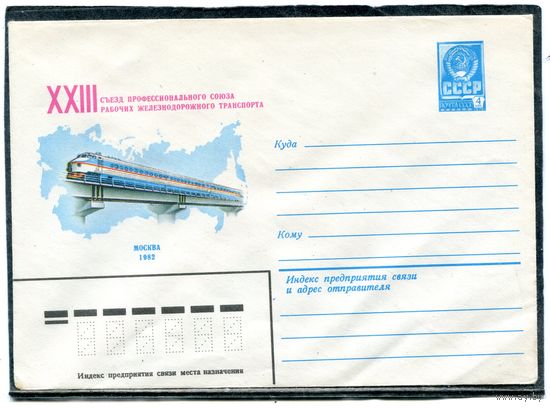 XXIII
СЪЕЗД ПРОФЕССИОНАЛЬНОГО СОЮЗА
РАБОЧИХ ЖЕЛЕЗНОДОРОЖНОГО ТРАНСПОРТА
МОСКВА
1982
СССР
4
Куда
Кому
Индекс предприятия связи
и адрес отправителя
Индекс предприятия связи места назначения